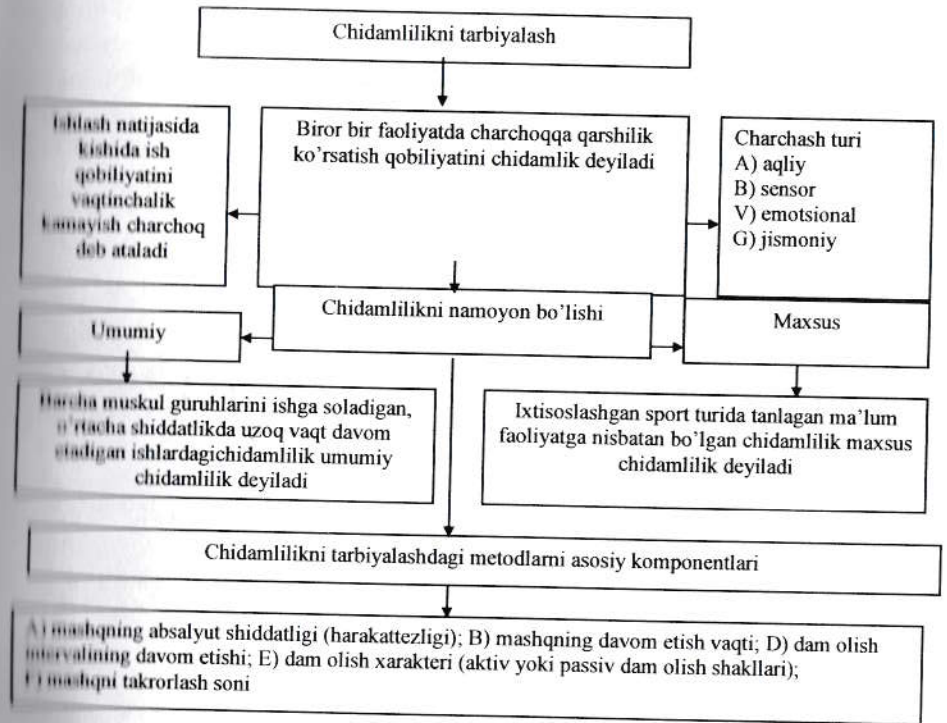 Chidamlilikni tarbiyalash
Ishlash natijasida
kishida ish
qobiliyatini
vaqtinchalik
kamayish charchoq
deb ataladi
Biror bir faoliyatda charchoqqa qarshilik
ko’rsatish qobiliyatini chidamlik deyiladi
Charchash turi
A) aqliy
B) sensor
V) emotsional
G) jismoniy
Chidamlilikni namoyon bo’lishi
Umumiy
Maxsus
Barcha muskul guruhlarini ishga soladigan,
o’rtacha shiddatlikda uzoq vaqt davom
etadigan ishlardagichidamlilik umumiy
chidamlilik deyiladi
Ixtisoslashgan sport turida tanlagan ma’lum
faoliyatga nisbatan bo’lgan chidamlilik maxsus
chidamlilik deyiladi
Chidamlilikni tarbiyalashdagi metodlarni asosiy komponentlari
A) mashqning absalyut shiddatligi (harakattezligi); B) mashqning davom etish vaqti; D) dam olish
intervalining davom etishi; E) dam olish xarakteri (aktiv yoki passiv dam olish shakllari);
mashqni takrorlash soni